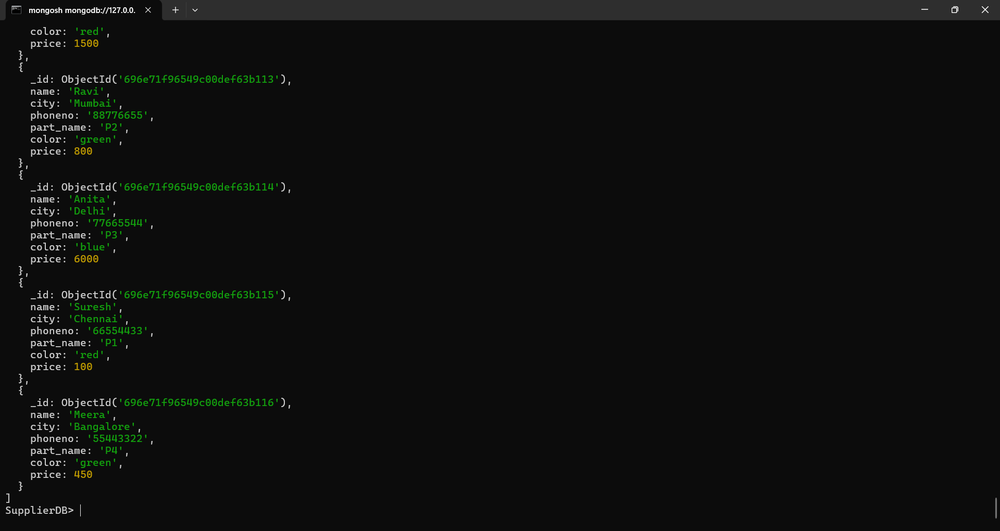 mongosh mongodb://127.0.0.
color: 'red',
price: 1500
},
{
_id: ObjectId('696e71f96549c00def63b113'),
name: 'Ravi',
city: 'Mumbai',
phoneno: '88776655',
part_name: 'P2',
color: 'green',
price: 800
},
{
_id: ObjectId('696e71f96549c00def63b114'),
name: 'Anita',
city: 'Delhi',
phoneno: '77665544',
part_name: 'P3',
color: 'blue',
price: 6000
},
{
_id: ObjectId('696e71f96549c00def63b115'),
name: 'Suresh',
city: 'Chennai',
phoneno: '66554433',
part_name: 'P1',
color: 'red',
price: 100
},
{
_id: ObjectId('696e71f96549c00def63b116'),
name: 'Meera',
city: 'Bangalore',
phoneno: '55443322',
part_name: 'P4',
color: 'green',
price: 450
}
]
SupplierDB>